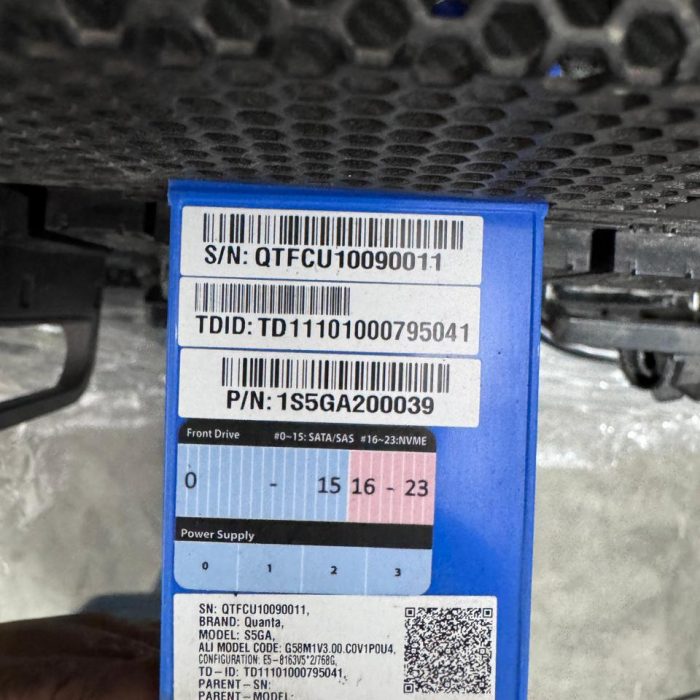 S/N: QTFCU10090011
TDID: TD11101000795041
P/N: 1S5GA200039
Front Drive #0~15: SATA/SAS #16~23:NVME
0 - 15 16 - 23
Power Supply
0 1 2 3
SN: QTFCU10090011,
BRAND: Quanta,
MODEL: S5GA,
ALI MODEL CODE: G58M1V3.00.C0V1P0U4,
CONFIGURATION: E5-8163V5*2/768G,
TD-ID: TD11101000795041,
PARENT-SN:
PARENT-MODEL: